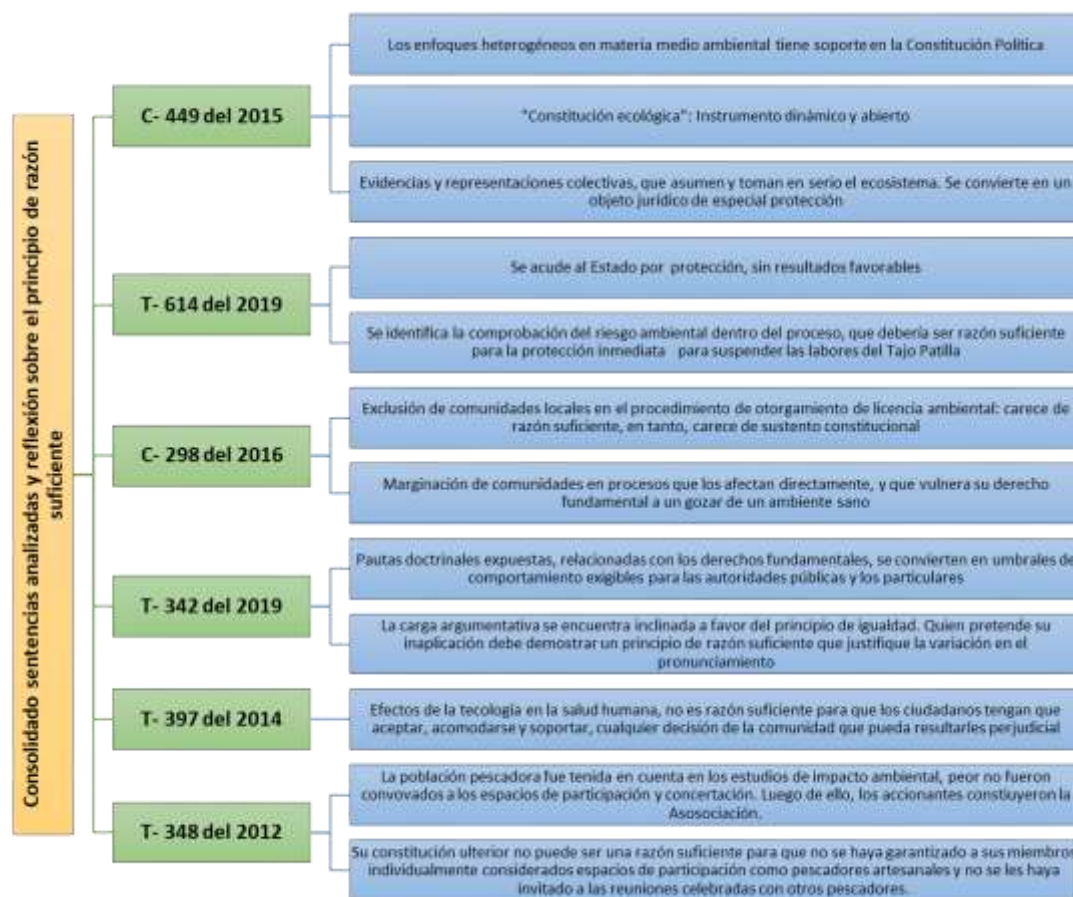 Consolidado sentencias analizadas y reflexión sobre el principio de razón
suficiente
C- 449 del 2015
Los enfoques heterogéneos en materia medio ambiental tiene soporte en la Constitución Política
"Constitución ecológica": Instrumento dinámico y abierto
Evidencias y representaciones colectivas, que asumen y toman en serio el ecosistema. Se convierte en un
objeto jurídico de especial protección
T- 614 del 2019
Se acude al Estado por protección, sin resultados favorables
Se identifica la comprobación del riesgo ambiental dentro del proceso, que debería ser razón suficiente
para la protección inmediata para suspender las labores del Tajo Patilla
C- 298 del 2016
Exclusión de comunidades locales en el procedimiento de otorgamiento de licencia ambiental: carece de
razón suficiente, en tanto, carece de sustento constitucional
Marginación de comunidades en procesos que los afectan directamente, y que vulnera su derecho
fundamental a un gozar de un ambiente sano
T- 342 del 2019
Pautas doctrinales expuestas, relacionadas con los derechos fundamentales, se convierten en umbrales de
comportamiento exigibles para las autoridades públicas y los particulares
La carga argumentativa se encuentra inclinada a favor del principio de igualdad. Quien pretende su
inaplicación debe demostrar un principio de razón suficiente que justifique la variación en el
pronunciamiento
T- 397 del 2014
Efectos de la tecología en la salud humana, no es razón suficiente para que los ciudadanos tengan que
aceptar, acomodarse y soportar, cualquier decisión de la comunidad que pueda resultarles perjudicial
T- 348 del 2012
La población pescadora fue tenida en cuenta en los estudios de impacto ambiental, peor no fueron
convovados a los espacios de participación y concertación. Luego de ello, los accionantes constiuyeron la
Asosociación.
Su constitución ulterior no puede ser una razón suficiente para que no se haya garantizado a sus miembros
individualmente considerados espacios de participación como pescadores artesanales y no se les haya
invitado a las reuniones celebradas con otros pescadores.